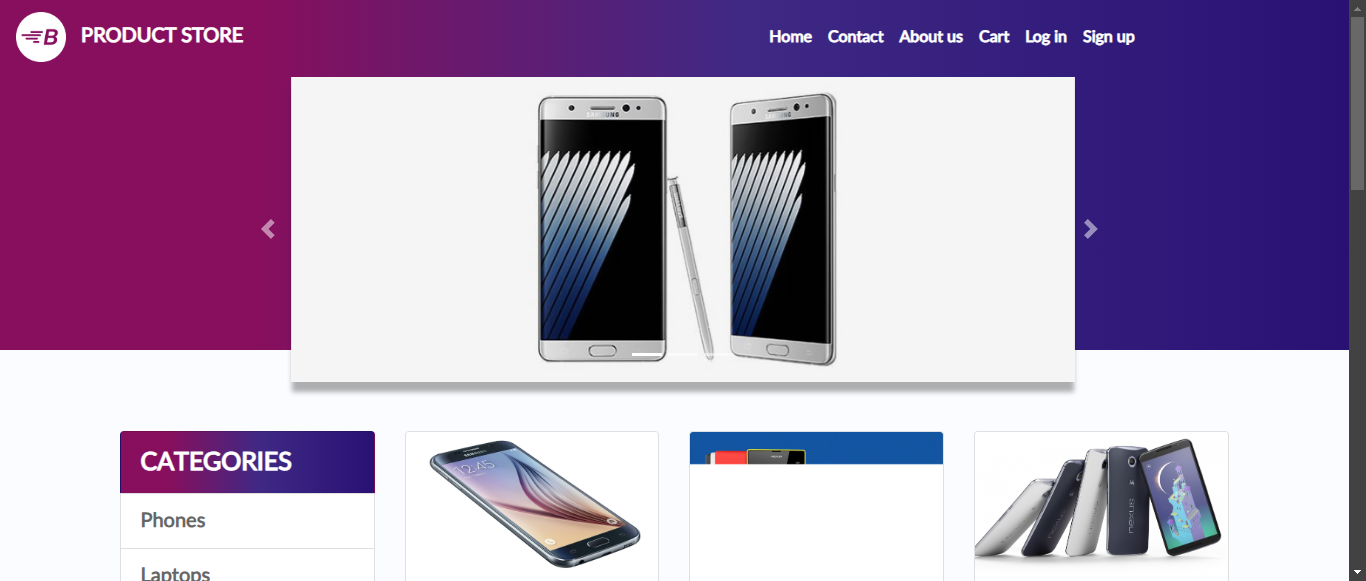 B PRODUCT STORE
Home Contact About us Cart Log in Sign up
SAMSUNG SAMSUNG
CATEGORIES
12:45
NOKIA
nexus
Phones
Laptops